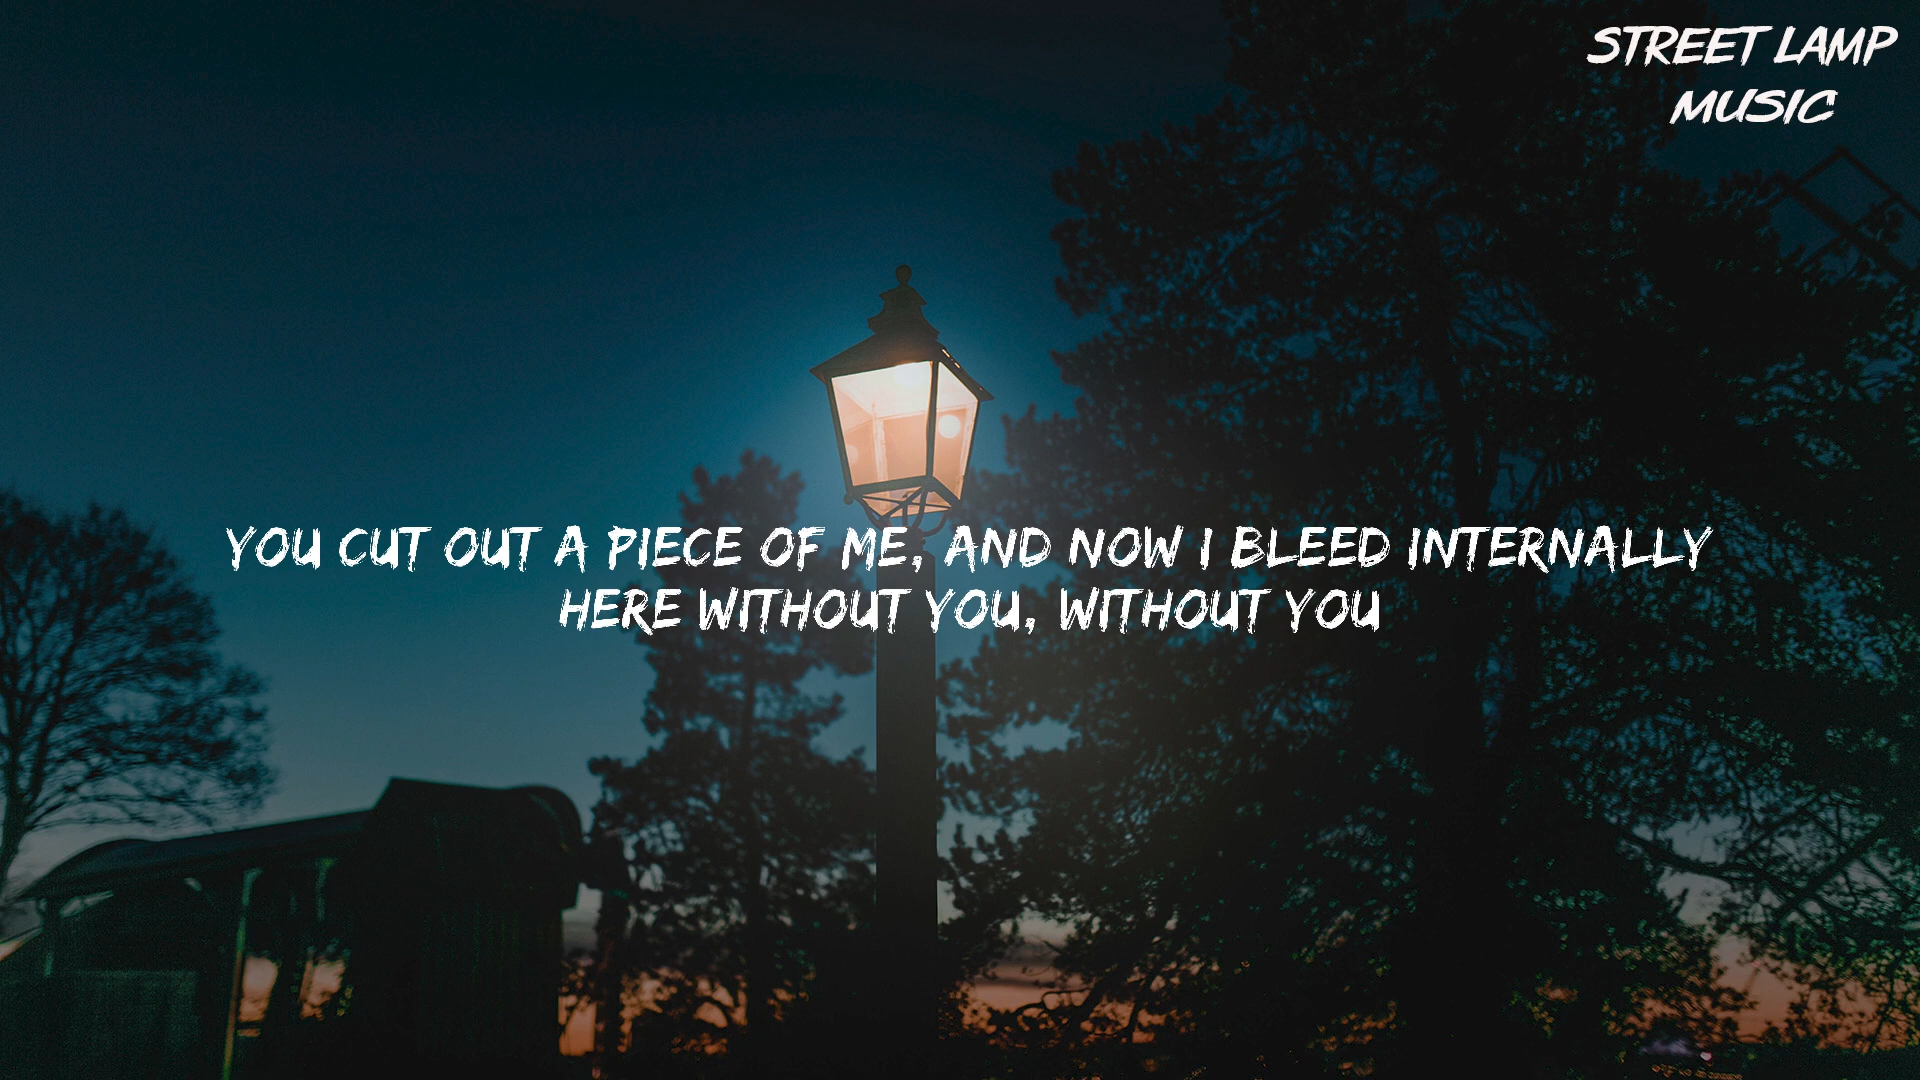 STREET LAMP
MUSIC
YOU CUT OUT A PIECE OF ME, AND NOW I BLEED INTERNALLY
HERE WITHOUT YOU, WITHOUT YOU